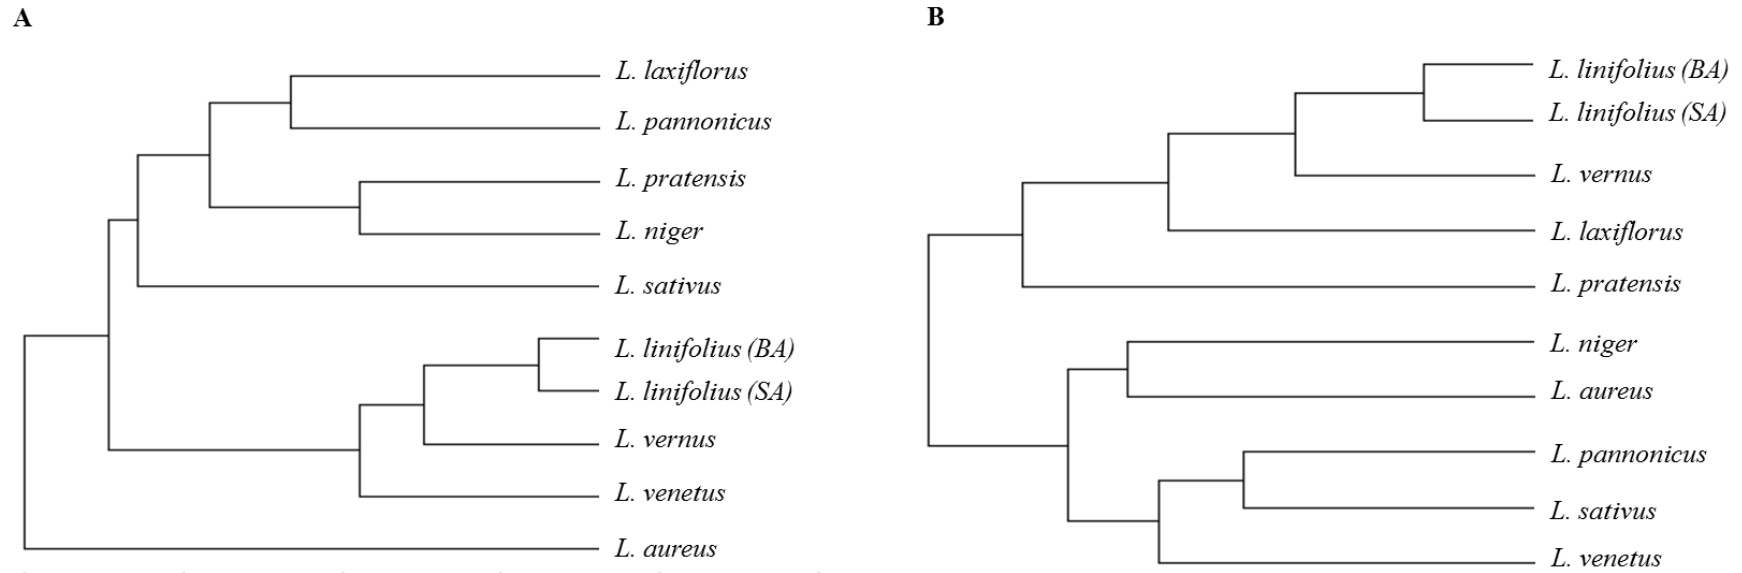 A
L. laxiflorus
L. pannonicus
L. pratensis
L. niger
L. sativus
L. linifolius (BA)
L. linifolius (SA)
L. vernus
L. venetus
L. aureus
B
L. linifolius (BA)
L. linifolius (SA)
L. vernus
L. laxiflorus
L. pratensis
L. niger
L. aureus
L. pannonicus
L. sativus
L. venetus